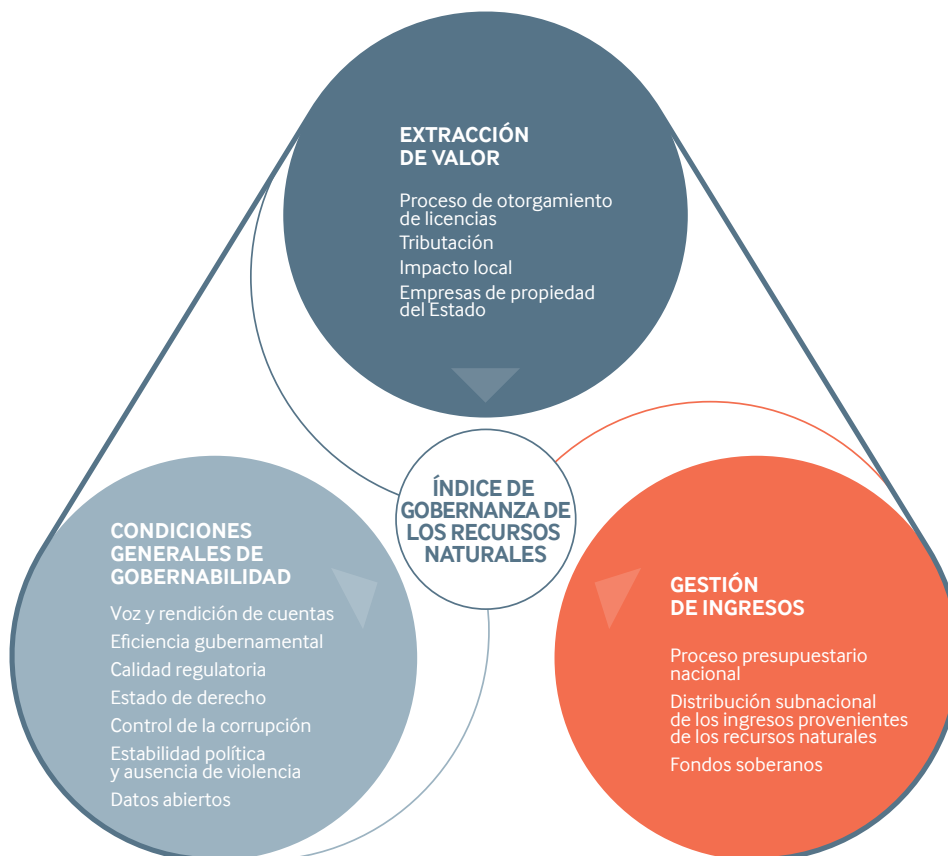 EXTRACCIÓN
DE VALOR
Proceso de otorgamiento
de licencias
Tributación
Impacto local
Empresas de propiedad
del Estado
ÍNDICE DE
GOBERNANZA DE
LOS RECURSOS
NATURALES
CONDICIONES
GENERALES DE
GOBERNABILIDAD
Voz y rendición de cuentas
Eficiencia gubernamental
Calidad regulatoria
Estado de derecho
Control de la corrupción
Estabilidad política
y ausencia de violencia
Datos abiertos
GESTIÓN
DE INGRESOS
Proceso presupuestario
nacional
Distribución subnacional
de los ingresos provenientes
de los recursos naturales
Fondos soberanos